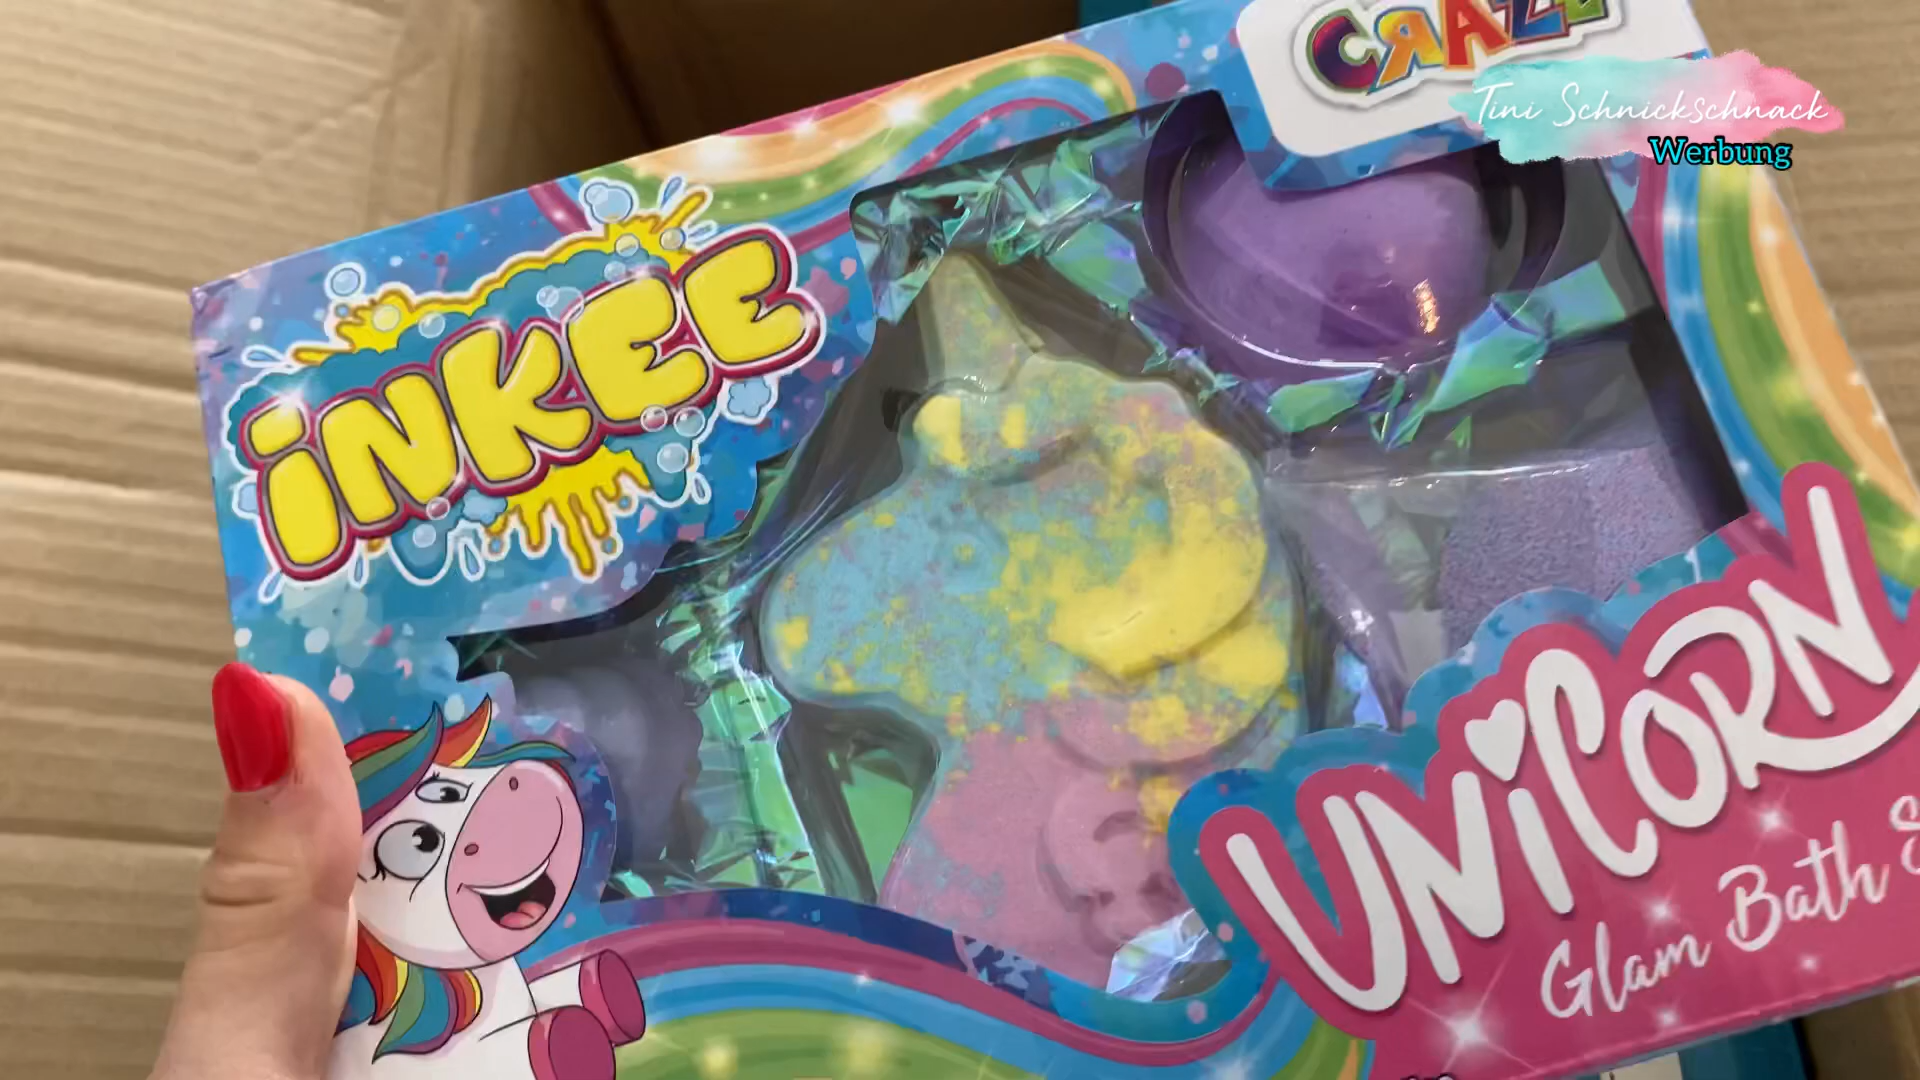 CRAZE
Tini Schnickschnack
Werbung
iNKEE
UNiCORN
Glam Bath S